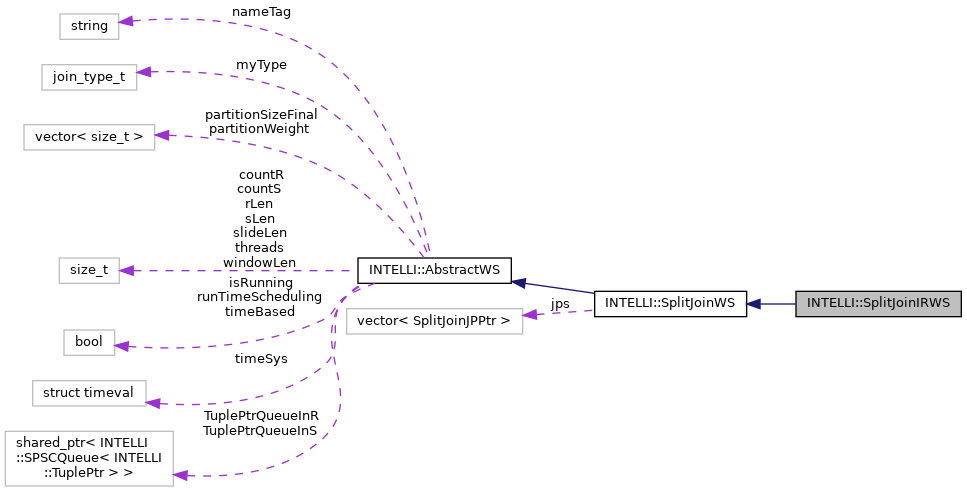 nameTag
string
myType
join_type_t
partitionSizeFinal
partitionWeight
vector< size_t >
countR
countS
rLen
sLen
slideLen
threads
windowLen
size_t
INTELLI::AbstractWS
isRunning
runTimeScheduling
timeBased
jps
INTELLI::SplitJoinWS
INTELLI::SplitJoinIRWS
vector< SplitJoinJPPtr >
bool
timeSys
struct timeval
TuplePtrQueueInR
TuplePtrQueueInS
shared_ptr< INTELLI
::SPSCQueue< INTELLI
::TuplePtr > >